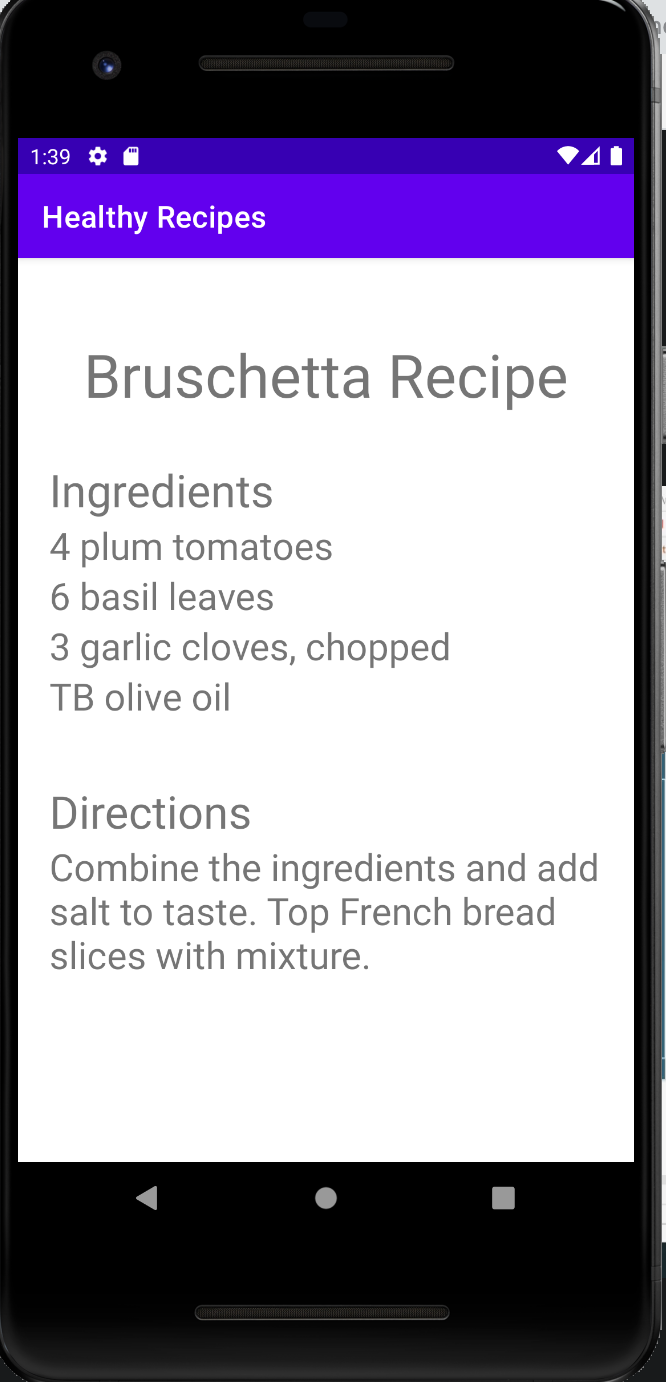 1:39
Healthy Recipes
Bruschetta Recipe
Ingredients
4 plum tomatoes
6 basil leaves
3 garlic cloves, chopped
TB olive oil
Directions
Combine the ingredients and add
salt to taste. Top French bread
slices with mixture.